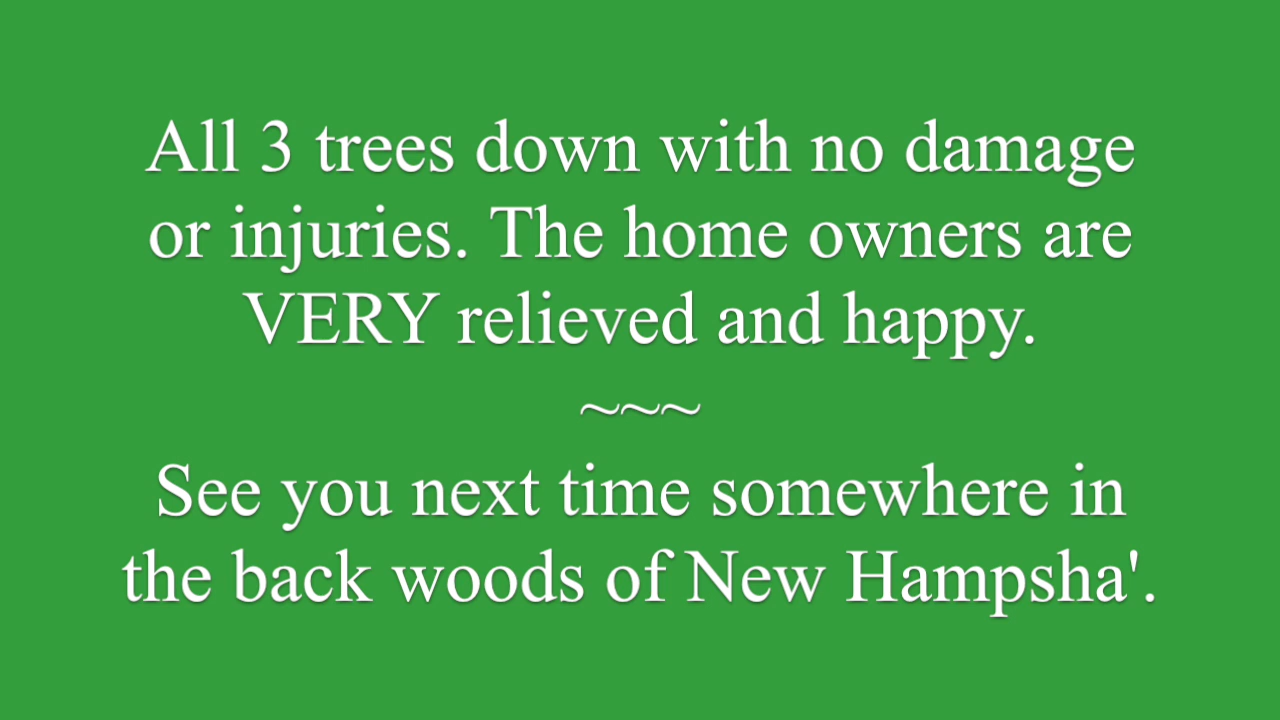 All 3 trees down with no damage
or injuries. The home owners are
VERY relieved and happy.
~~~
See you next time somewhere in
the back woods of New Hampsha'.